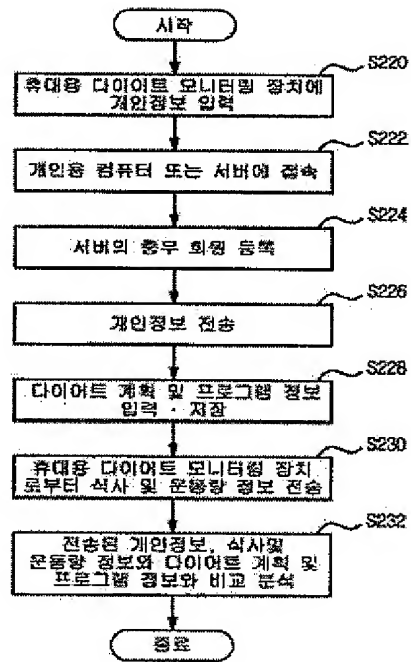 시작
S220
휴대용 다이어트 모니터링 장치에
개인정보 입력
S222
개인용 컴퓨터 또는 서버에 접속
S224
서버의 회원 등록
S226
개인정보 전송
S228
다이어트 계획 및 프로그램 정보
입력 · 저장
S230
휴대용 다이어트 모니터링 장치
로부터 식사 및 운동량 정보 전송
S232
전송된 개인정보, 식사및
운동량 정보와 다이어트 계획 및
프로그램 정보와 비교 분석
종료